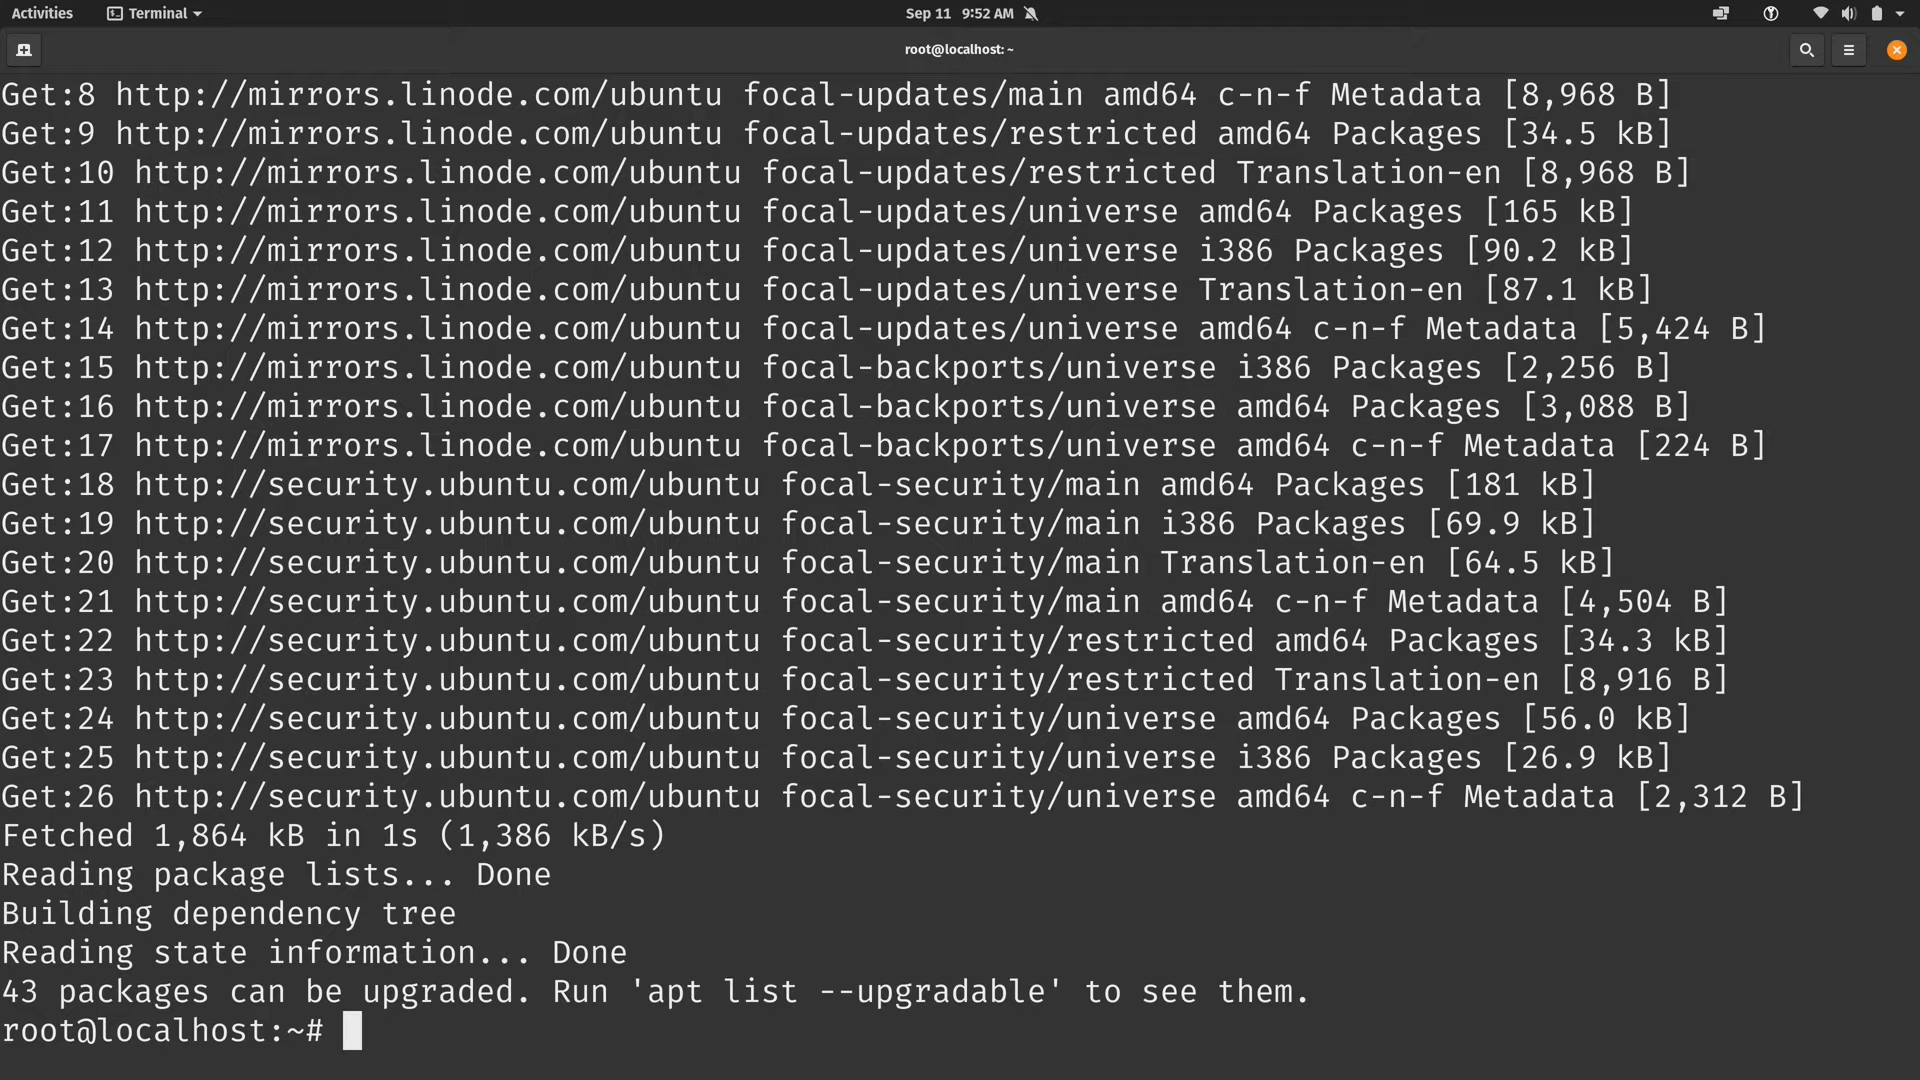 Activities
Terminal
Sep 11 9:52 AM
root@localhost: ~
Get:8 http://mirrors.linode.com/ubuntu focal-updates/main amd64 c-n-f Metadata [8,968 B]
Get:9 http://mirrors.linode.com/ubuntu focal-updates/restricted amd64 Packages [34.5 kB]
Get:10 http://mirrors.linode.com/ubuntu focal-updates/restricted Translation-en [8,968 B]
Get:11 http://mirrors.linode.com/ubuntu focal-updates/universe amd64 Packages [165 kB]
Get:12 http://mirrors.linode.com/ubuntu focal-updates/universe i386 Packages [90.2 kB]
Get:13 http://mirrors.linode.com/ubuntu focal-updates/universe Translation-en [87.1 kB]
Get:14 http://mirrors.linode.com/ubuntu focal-updates/universe amd64 c-n-f Metadata [5,424 B]
Get:15 http://mirrors.linode.com/ubuntu focal-backports/universe i386 Packages [2,256 B]
Get:16 http://mirrors.linode.com/ubuntu focal-backports/universe amd64 Packages [3,088 B]
Get:17 http://mirrors.linode.com/ubuntu focal-backports/universe amd64 c-n-f Metadata [224 B]
Get:18 http://security.ubuntu.com/ubuntu focal-security/main amd64 Packages [181 kB]
Get:19 http://security.ubuntu.com/ubuntu focal-security/main i386 Packages [69.9 kB]
Get:20 http://security.ubuntu.com/ubuntu focal-security/main Translation-en [64.5 kB]
Get:21 http://security.ubuntu.com/ubuntu focal-security/main amd64 c-n-f Metadata [4,504 B]
Get:22 http://security.ubuntu.com/ubuntu focal-security/restricted amd64 Packages [34.3 kB]
Get:23 http://security.ubuntu.com/ubuntu focal-security/restricted Translation-en [8,916 B]
Get:24 http://security.ubuntu.com/ubuntu focal-security/universe amd64 Packages [56.0 kB]
Get:25 http://security.ubuntu.com/ubuntu focal-security/universe i386 Packages [26.9 kB]
Get:26 http://security.ubuntu.com/ubuntu focal-security/universe amd64 c-n-f Metadata [2,312 B]
Fetched 1,864 kB in 1s (1,386 kB/s)
Reading package lists... Done
Building dependency tree
Reading state information... Done
43 packages can be upgraded. Run 'apt list --upgradable' to see them.
root@localhost:~#